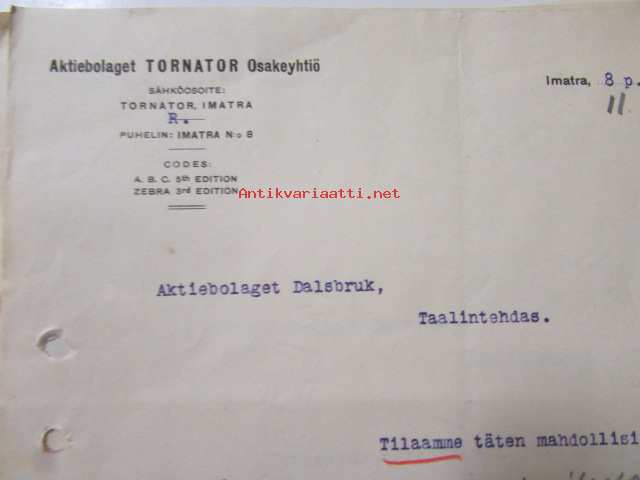 Aktiebolaget TORNATOR Osakeyhtiö
SÄHKÖOSOITE:
TORNATOR, IMATRA
R.
PUHELIN: IMATRA N:o 8
CODES:
A. B. C. 5th EDITION
ZEBRA 3rd EDITION
Imatra, 8 p.
11.
Antikvariaatti.net
Aktiebolaget Dalsbruk,
Taalintehdas.
Tilaamme täten mahdollisi